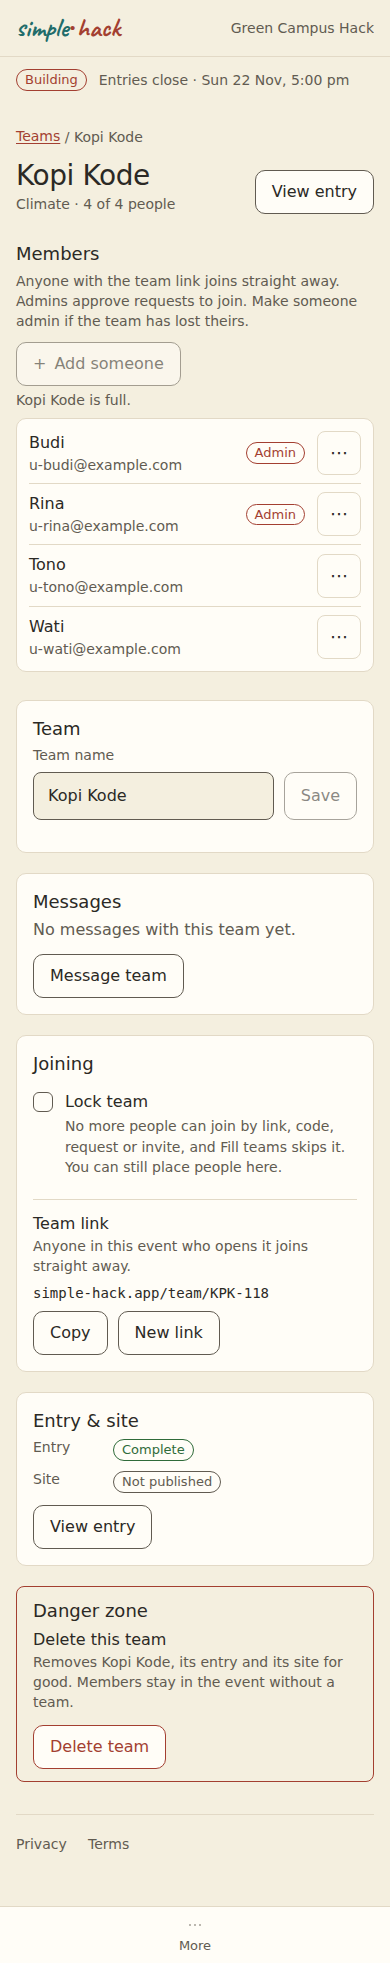 simple·hack
Green Campus Hack
Building
Entries close · Sun 22 Nov, 5:00 pm
Teams / Kopi Kode
Kopi Kode
Climate · 4 of 4 people
View entry
Members
Anyone with the team link joins straight away.
Admins approve requests to join. Make someone
admin if the team has lost theirs.
+ Add someone
Kopi Kode is full.
Budi
u-budi@example.com
Admin
···
Rina
u-rina@example.com
Admin
···
Tono
u-tono@example.com
···
Wati
u-wati@example.com
···
Team
Team name
Kopi Kode
Save
Messages
No messages with this team yet.
Message team
Joining
Lock team
No more people can join by link, code,
request or invite, and Fill teams skips it.
You can still place people here.
Team link
Anyone in this event who opens it joins
straight away.
simple-hack.app/team/KPK-118
Copy
New link
Entry & site
Entry
Complete
Site
Not published
View entry
Danger zone
Delete this team
Removes Kopi Kode, its entry and its site for
good. Members stay in the event without a
team.
Delete team
Privacy
Terms
···
More